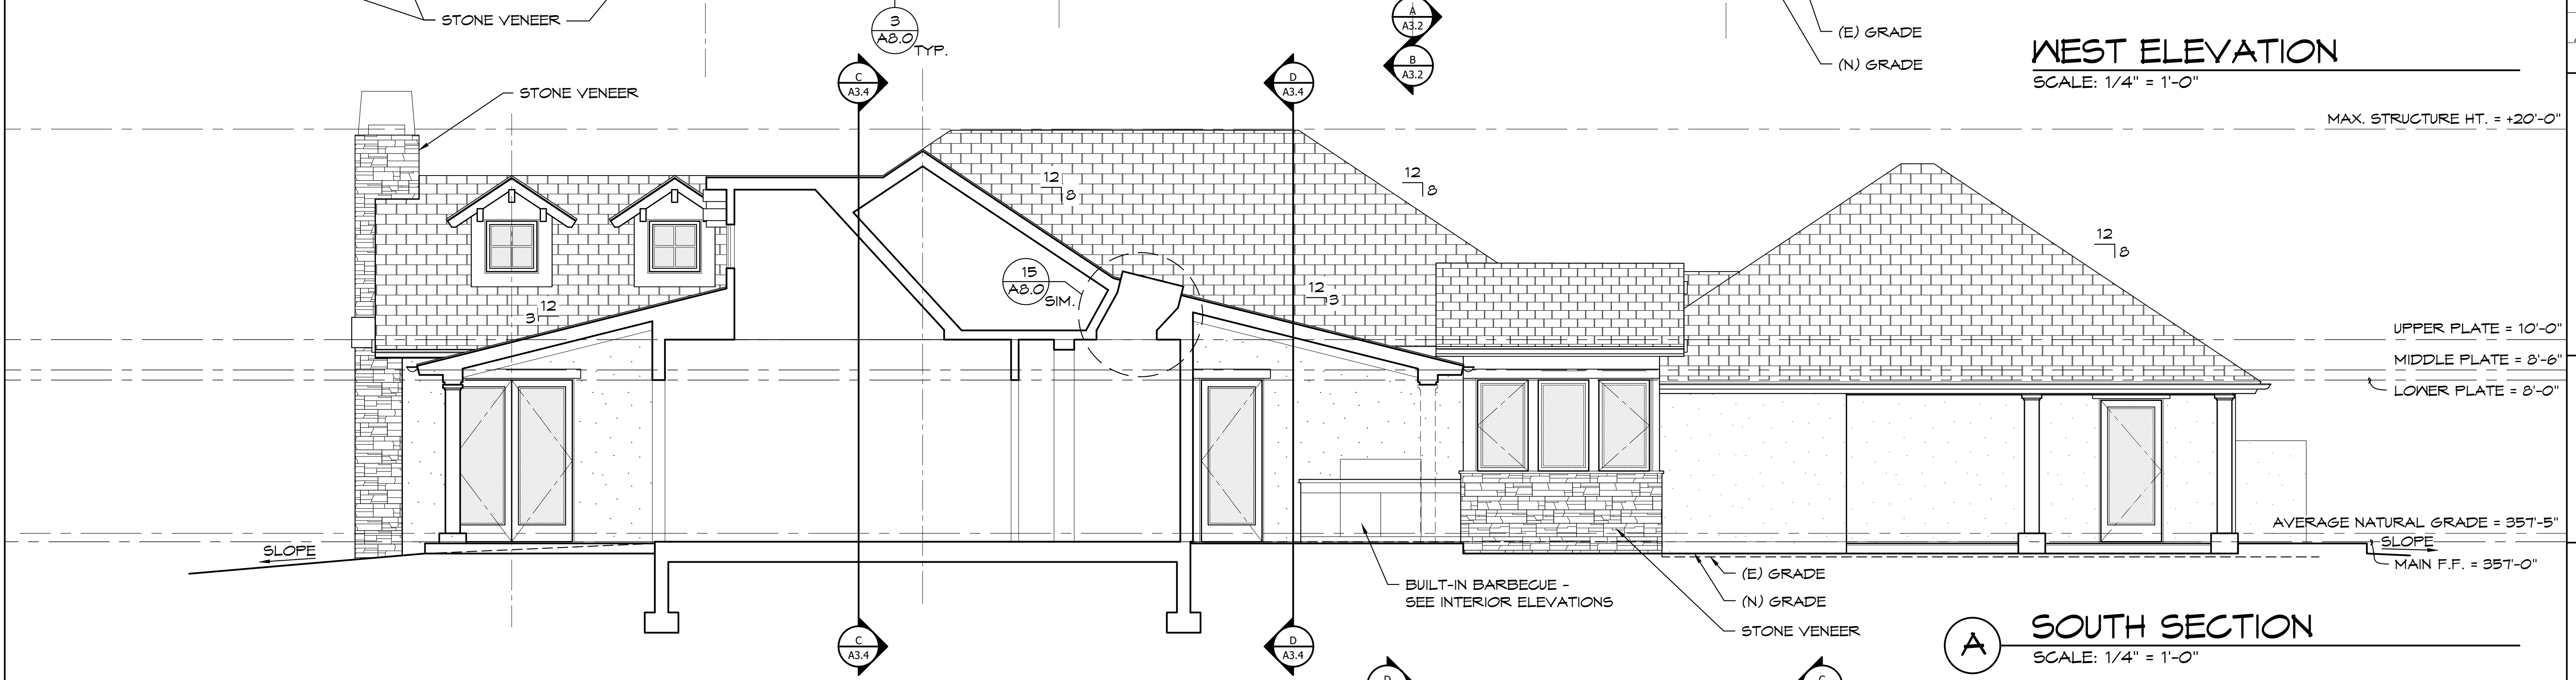 STONE VENEER
3
A8.0
TYP.
A
A3.2
B
A3.2
(E) GRADE
(N) GRADE
WEST ELEVATION
SCALE: 1/4" = 1'-0"
STONE VENEER
C
A3.4
D
A3.4
MAX. STRUCTURE HT. = +20'-0"
12
8
12
8
12
8
15
A8.0
SIM.
12
3
12
3
UPPER PLATE = 10'-0"
MIDDLE PLATE = 8'-6"
LOWER PLATE = 8'-0"
AVERAGE NATURAL GRADE = 357'-5"
SLOPE
SLOPE
MAIN F.F. = 357'-0"
BUILT-IN BARBECUE -
SEE INTERIOR ELEVATIONS
(E) GRADE
(N) GRADE
STONE VENEER
C
A3.4
D
A3.4
A
SOUTH SECTION
SCALE: 1/4" = 1'-0"